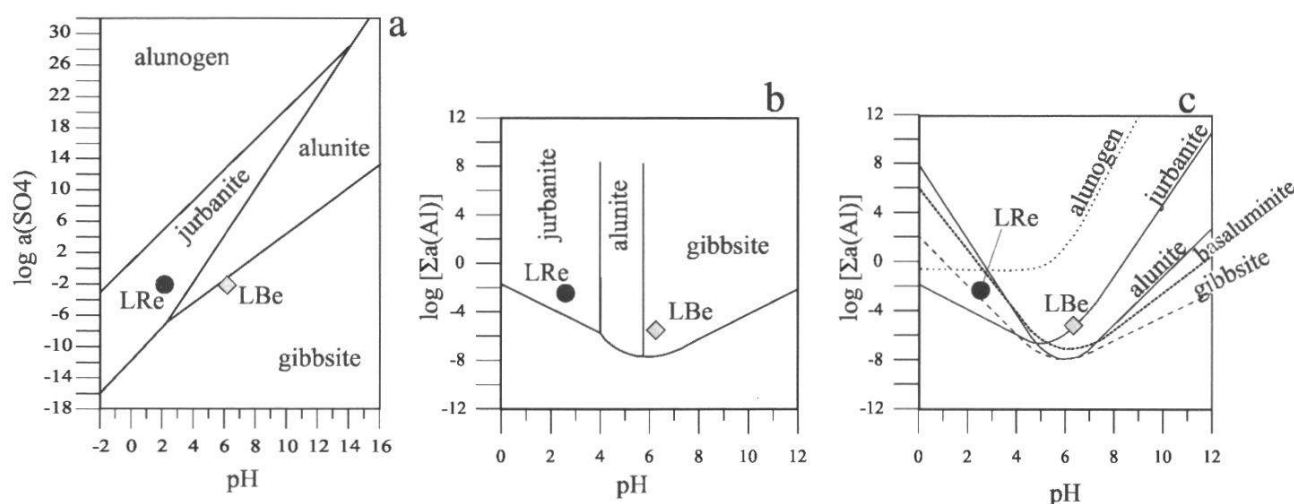 a
32
28
26
22
18
14
10
6
2
-2
-6
-10
-14
-18
log a(SO4)
alunogen
jurbanite
alunite
LRe
LBe
gibbsite
-2 0 2 4 6 8 10 12 14 16
pH
b
12
8
4
0
-4
-8
-12
log [Σa(Al)]
jurbanite
alunite
gibbsite
LRe
LBe
0 2 4 6 8 10 12
pH
c
12
8
4
0
-4
-8
-12
log [Σa(Al)]
alunogen
jurbanite
LRe
LBe
alunite
basaluminite
gibbsite
0 2 4 6 8 10 12
pH